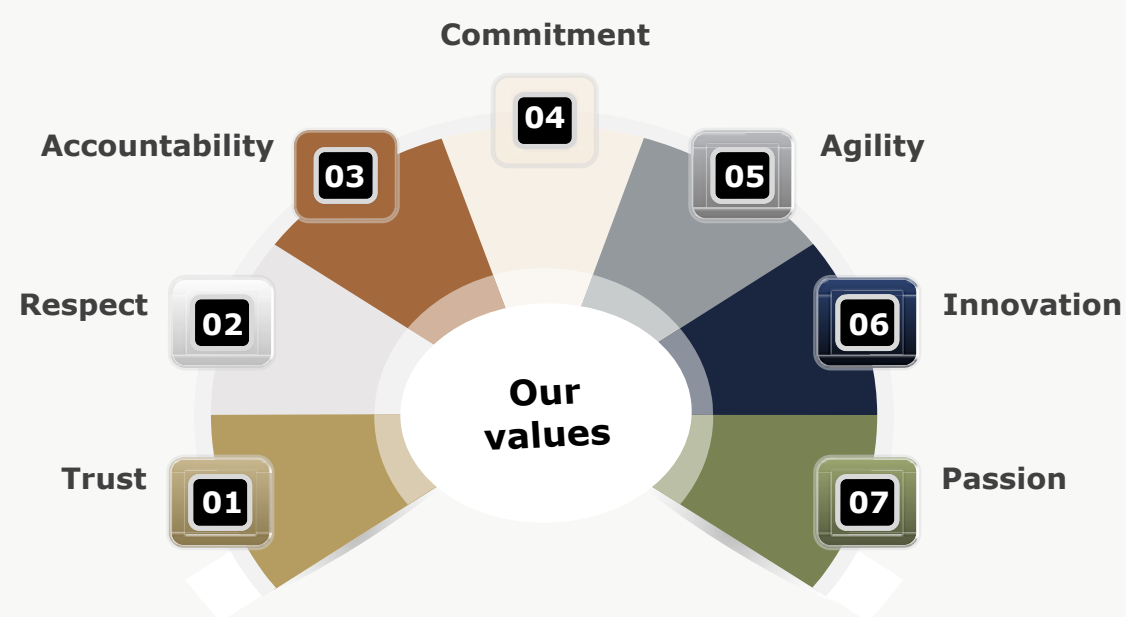 Commitment
04
Accountability
03
05
Agility
Respect
02
06
Innovation
Our
values
Trust
01
07
Passion